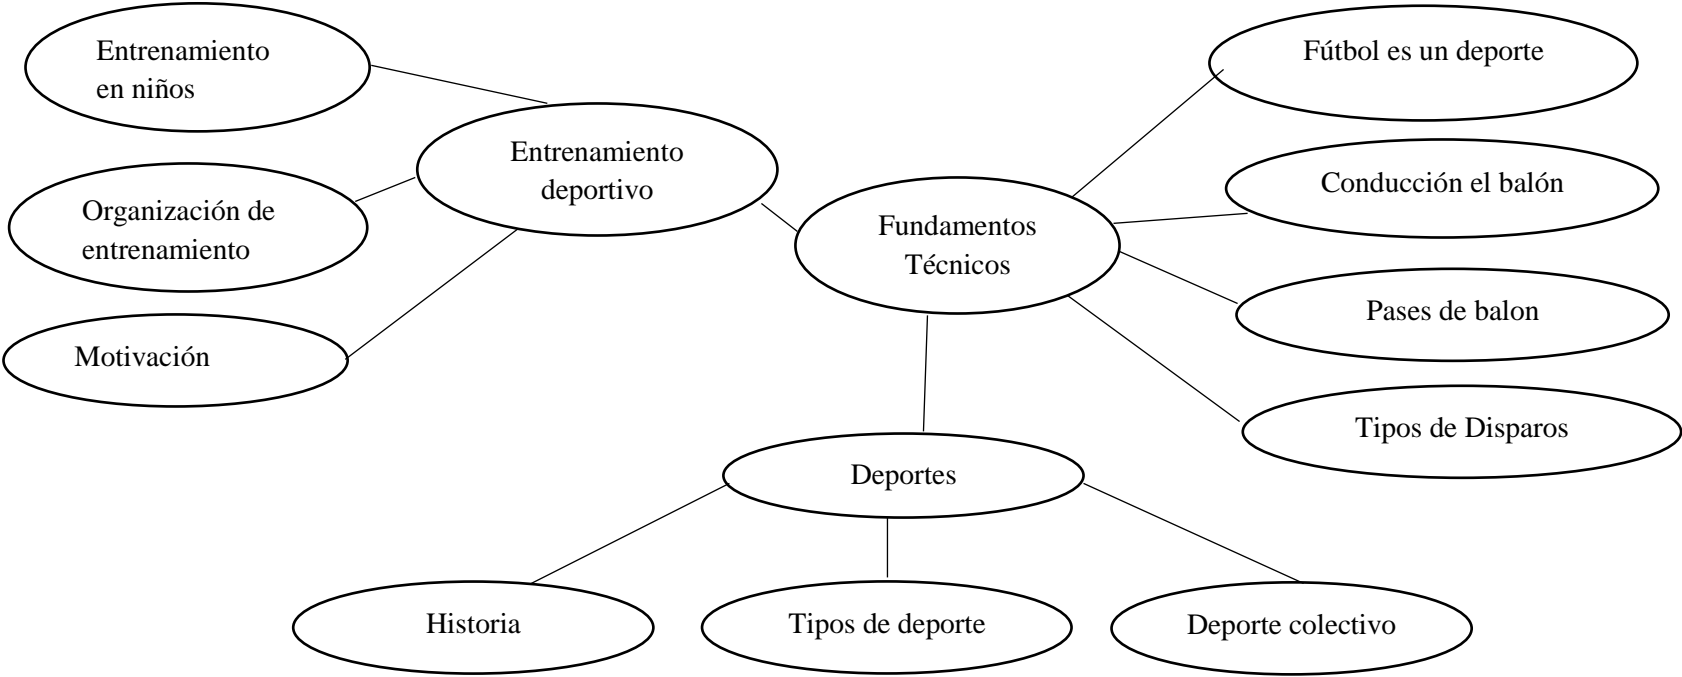 Entrenamiento
en niños
Organización de
entrenamiento
Motivación
Entrenamiento
deportivo
Fundamentos
Técnicos
Fútbol es un deporte
Conducción el balón
Pases de balon
Tipos de Disparos
Deportes
Historia
Tipos de deporte
Deporte colectivo